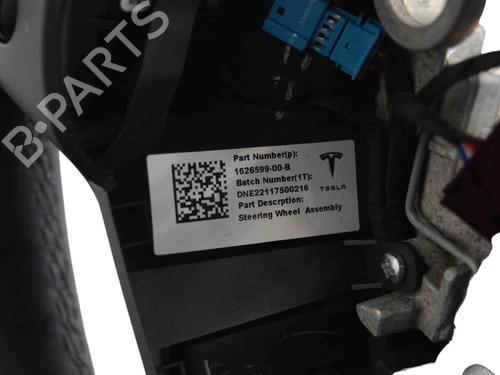 B-PARTS
Part Number(p):
1626599-00-B
Batch Number(1T):
DNE22117500216
Part Descrption:
Steering Wheel Assembly
TESLA